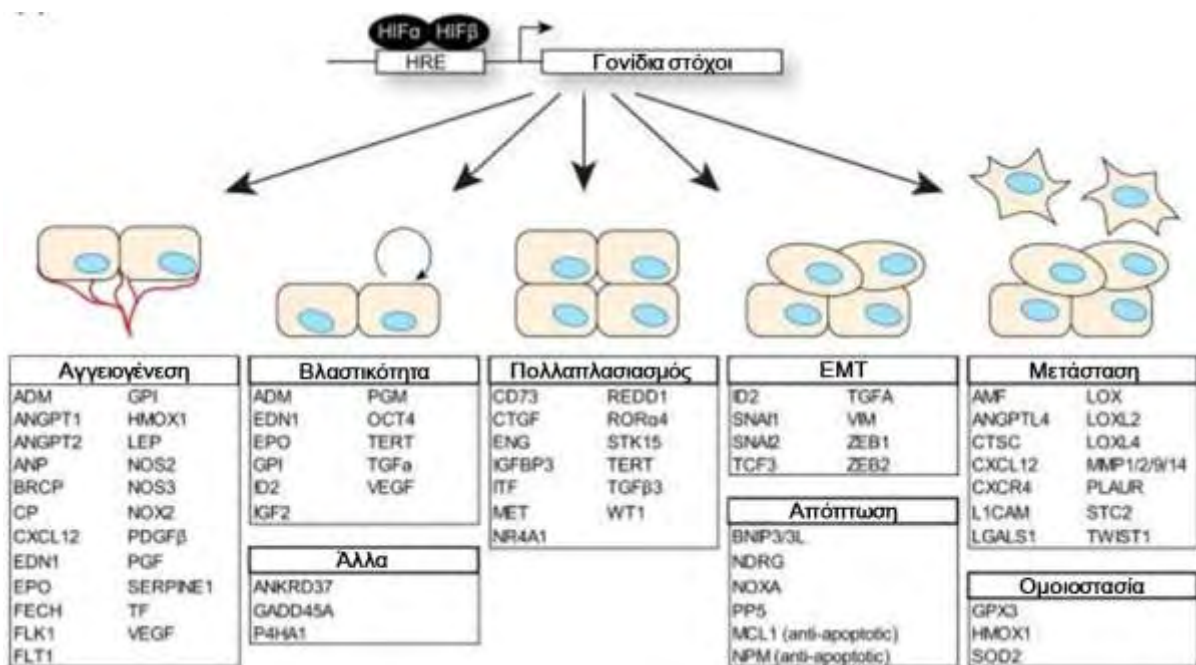 HIFα HIFβ
HRE
Γονίδια στόχοι
Αγγειογένεση
ADM GPI
ANGPT1 HMOX1
ANGPT2 LEP
ANP NOS2
BRCP NOS3
CP NOX2
CXCL12 PDGFβ
EDN1 PGF
EPO SERPINE1
FECH TF
FLK1 VEGF
FLT1
Βλαστικότητα
ADM PGM
EDN1 OCT4
EPO TERT
GPI TGFα
ID2 VEGF
IGF2
Άλλα
ANKRD37
GADD45A
P4HA1
Πολλαπλασιασμός
CD73 REDD1
CTGF RORα4
ENG STK15
IGFBP3 TERT
ITF TGFβ3
MET WT1
NR4A1
EMT
ID2 TGFA
SNAI1 VIM
SNAI2 ZEB1
TCF3 ZEB2
Απόπτωση
BNIP3/3L
NDRG
NOXA
PP5
MCL1 (anti-apoptotic)
NPM (anti-apoptotic)
Μετάσταση
AMF LOX
ANGPTL4 LOXL2
CTSC LOXL4
CXCL12 MMP1/2/9/14
CXCR4 PLAUR
L1CAM STC2
LGALS1 TWIST1
Ομοιοστασία
GPX3
HMOX1
SOD2